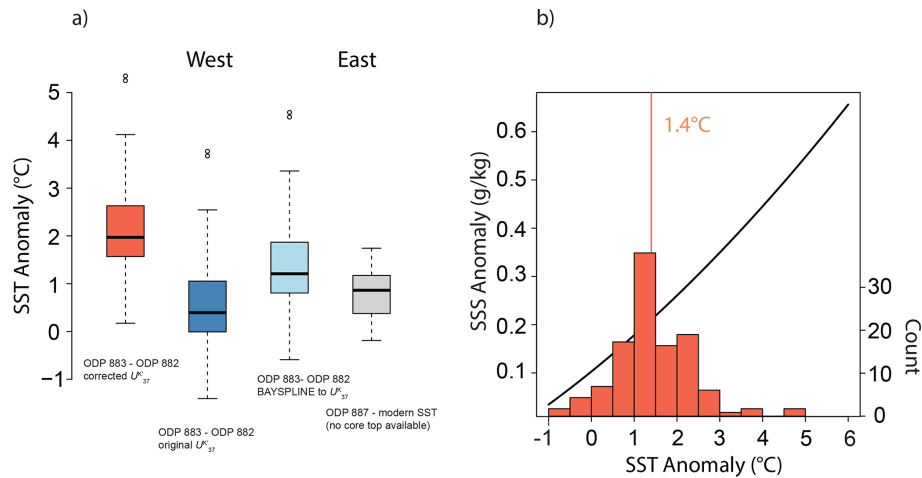 a)
West
East
SST Anomaly (°C)
5
4
3
2
1
0
−1
ODP 883 - ODP 882
corrected U^K'_37
ODP 883 - ODP 882
original U^K'_37
ODP 883- ODP 882
BAYSPLINE to U^K'_37
ODP 887 - modern SST
(no core top available)
b)
1.4°C
SSS Anomaly (g/kg)
0.6
0.5
0.4
0.3
0.2
0.1
30
20
10
0
Count
-1 0 1 2 3 4 5 6
SST Anomaly (°C)